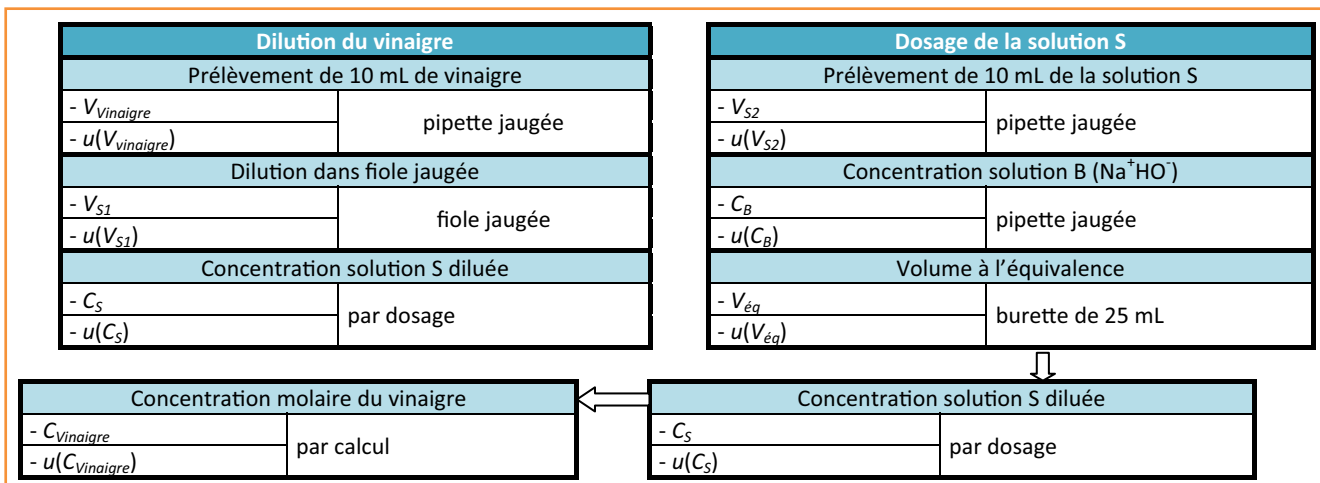 Dilution du vinaigre
Prélèvement de 10 mL de vinaigre
- V_Vinaigre
- u(V_vinaigre)
pipette jaugée
Dilution dans fiole jaugée
- V_S1
- u(V_S1)
fiole jaugée
Concentration solution S diluée
- C_S
- u(C_S)
par dosage
Dosage de la solution S
Prélèvement de 10 mL de la solution S
- V_S2
- u(V_S2)
pipette jaugée
Concentration solution B (Na⁺HO⁻)
- C_B
- u(C_B)
pipette jaugée
Volume à l’équivalence
- V_éq
- u(V_éq)
burette de 25 mL
Concentration molaire du vinaigre
- C_Vinaigre
- u(C_Vinaigre)
par calcul
Concentration solution S diluée
- C_S
- u(C_S)
par dosage